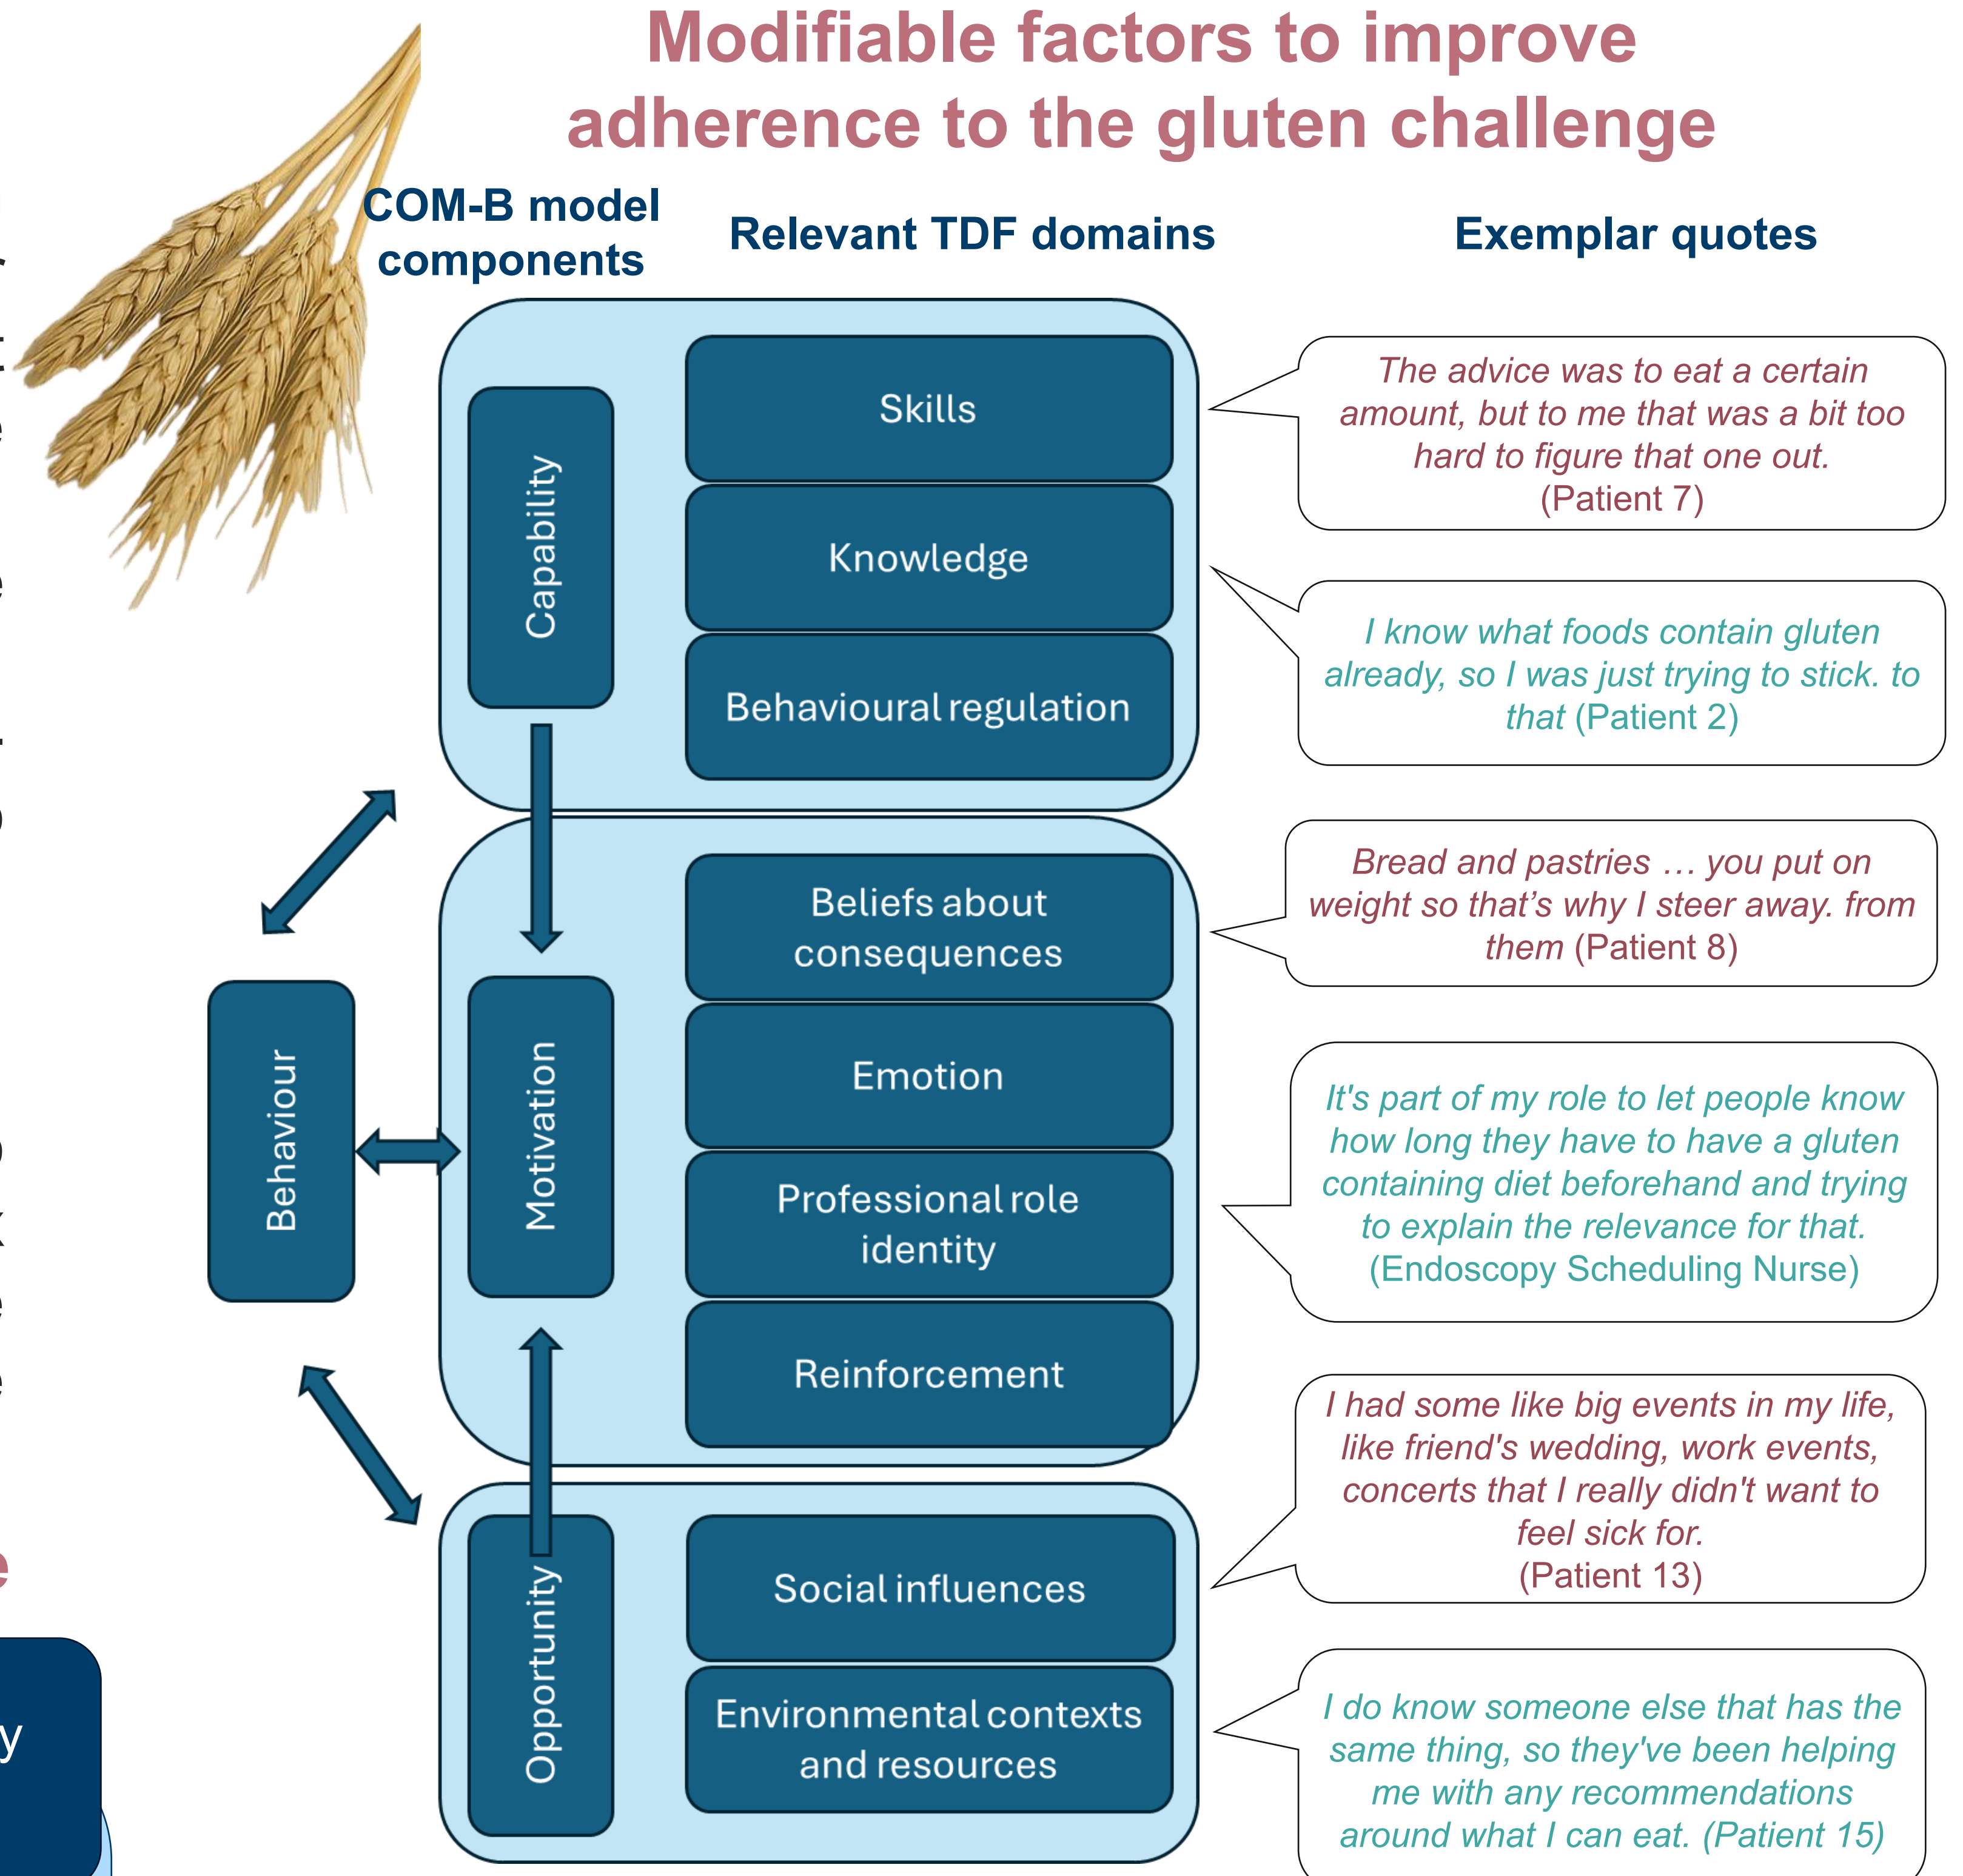 Modifiable factors to improve
adherence to the gluten challenge
COM-B model
components
Relevant TDF domains
Exemplar quotes
Capability
Skills
Knowledge
Behavioural regulation
The advice was to eat a certain
amount, but to me that was a bit too
hard to figure that one out.
(Patient 7)
I know what foods contain gluten
already, so I was just trying to stick. to
that (Patient 2)
Behaviour
Motivation
Beliefs about
consequences
Emotion
Professional role
identity
Reinforcement
Bread and pastries … you put on
weight so that’s why I steer away. from
them (Patient 8)
It's part of my role to let people know
how long they have to have a gluten
containing diet beforehand and trying
to explain the relevance for that.
(Endoscopy Scheduling Nurse)
Opportunity
Social influences
Environmental contexts
and resources
I had some like big events in my life,
like friend's wedding, work events,
concerts that I really didn't want to
feel sick for.
(Patient 13)
I do know someone else that has the
same thing, so they've been helping
me with any recommendations
around what I can eat. (Patient 15)